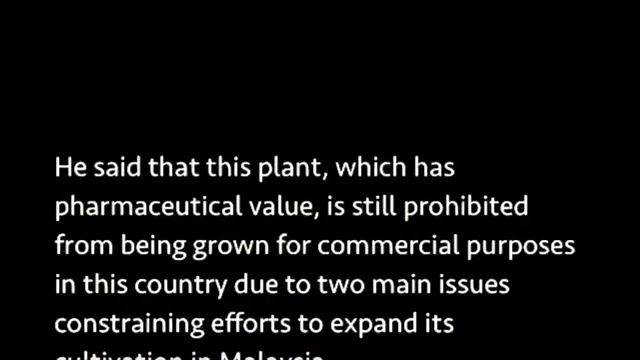 He said that this plant, which has
pharmaceutical value, is still prohibited
from being grown for commercial purposes
in this country due to two main issues
constraining efforts to expand its
cultivation in Malaysia.